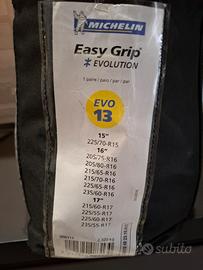 MICHELIN
Easy Grip®
EVOLUTION
1 paire / paio / pair / par
EVO
13
15"
225/70-R15
16"
205/75-R16
205/80-R16
215/65-R16
215/70-R16
225/65-R16
235/60-R16
17"
215/60-R17
225/55-R17
225/60-R17
235/55-R17
subito